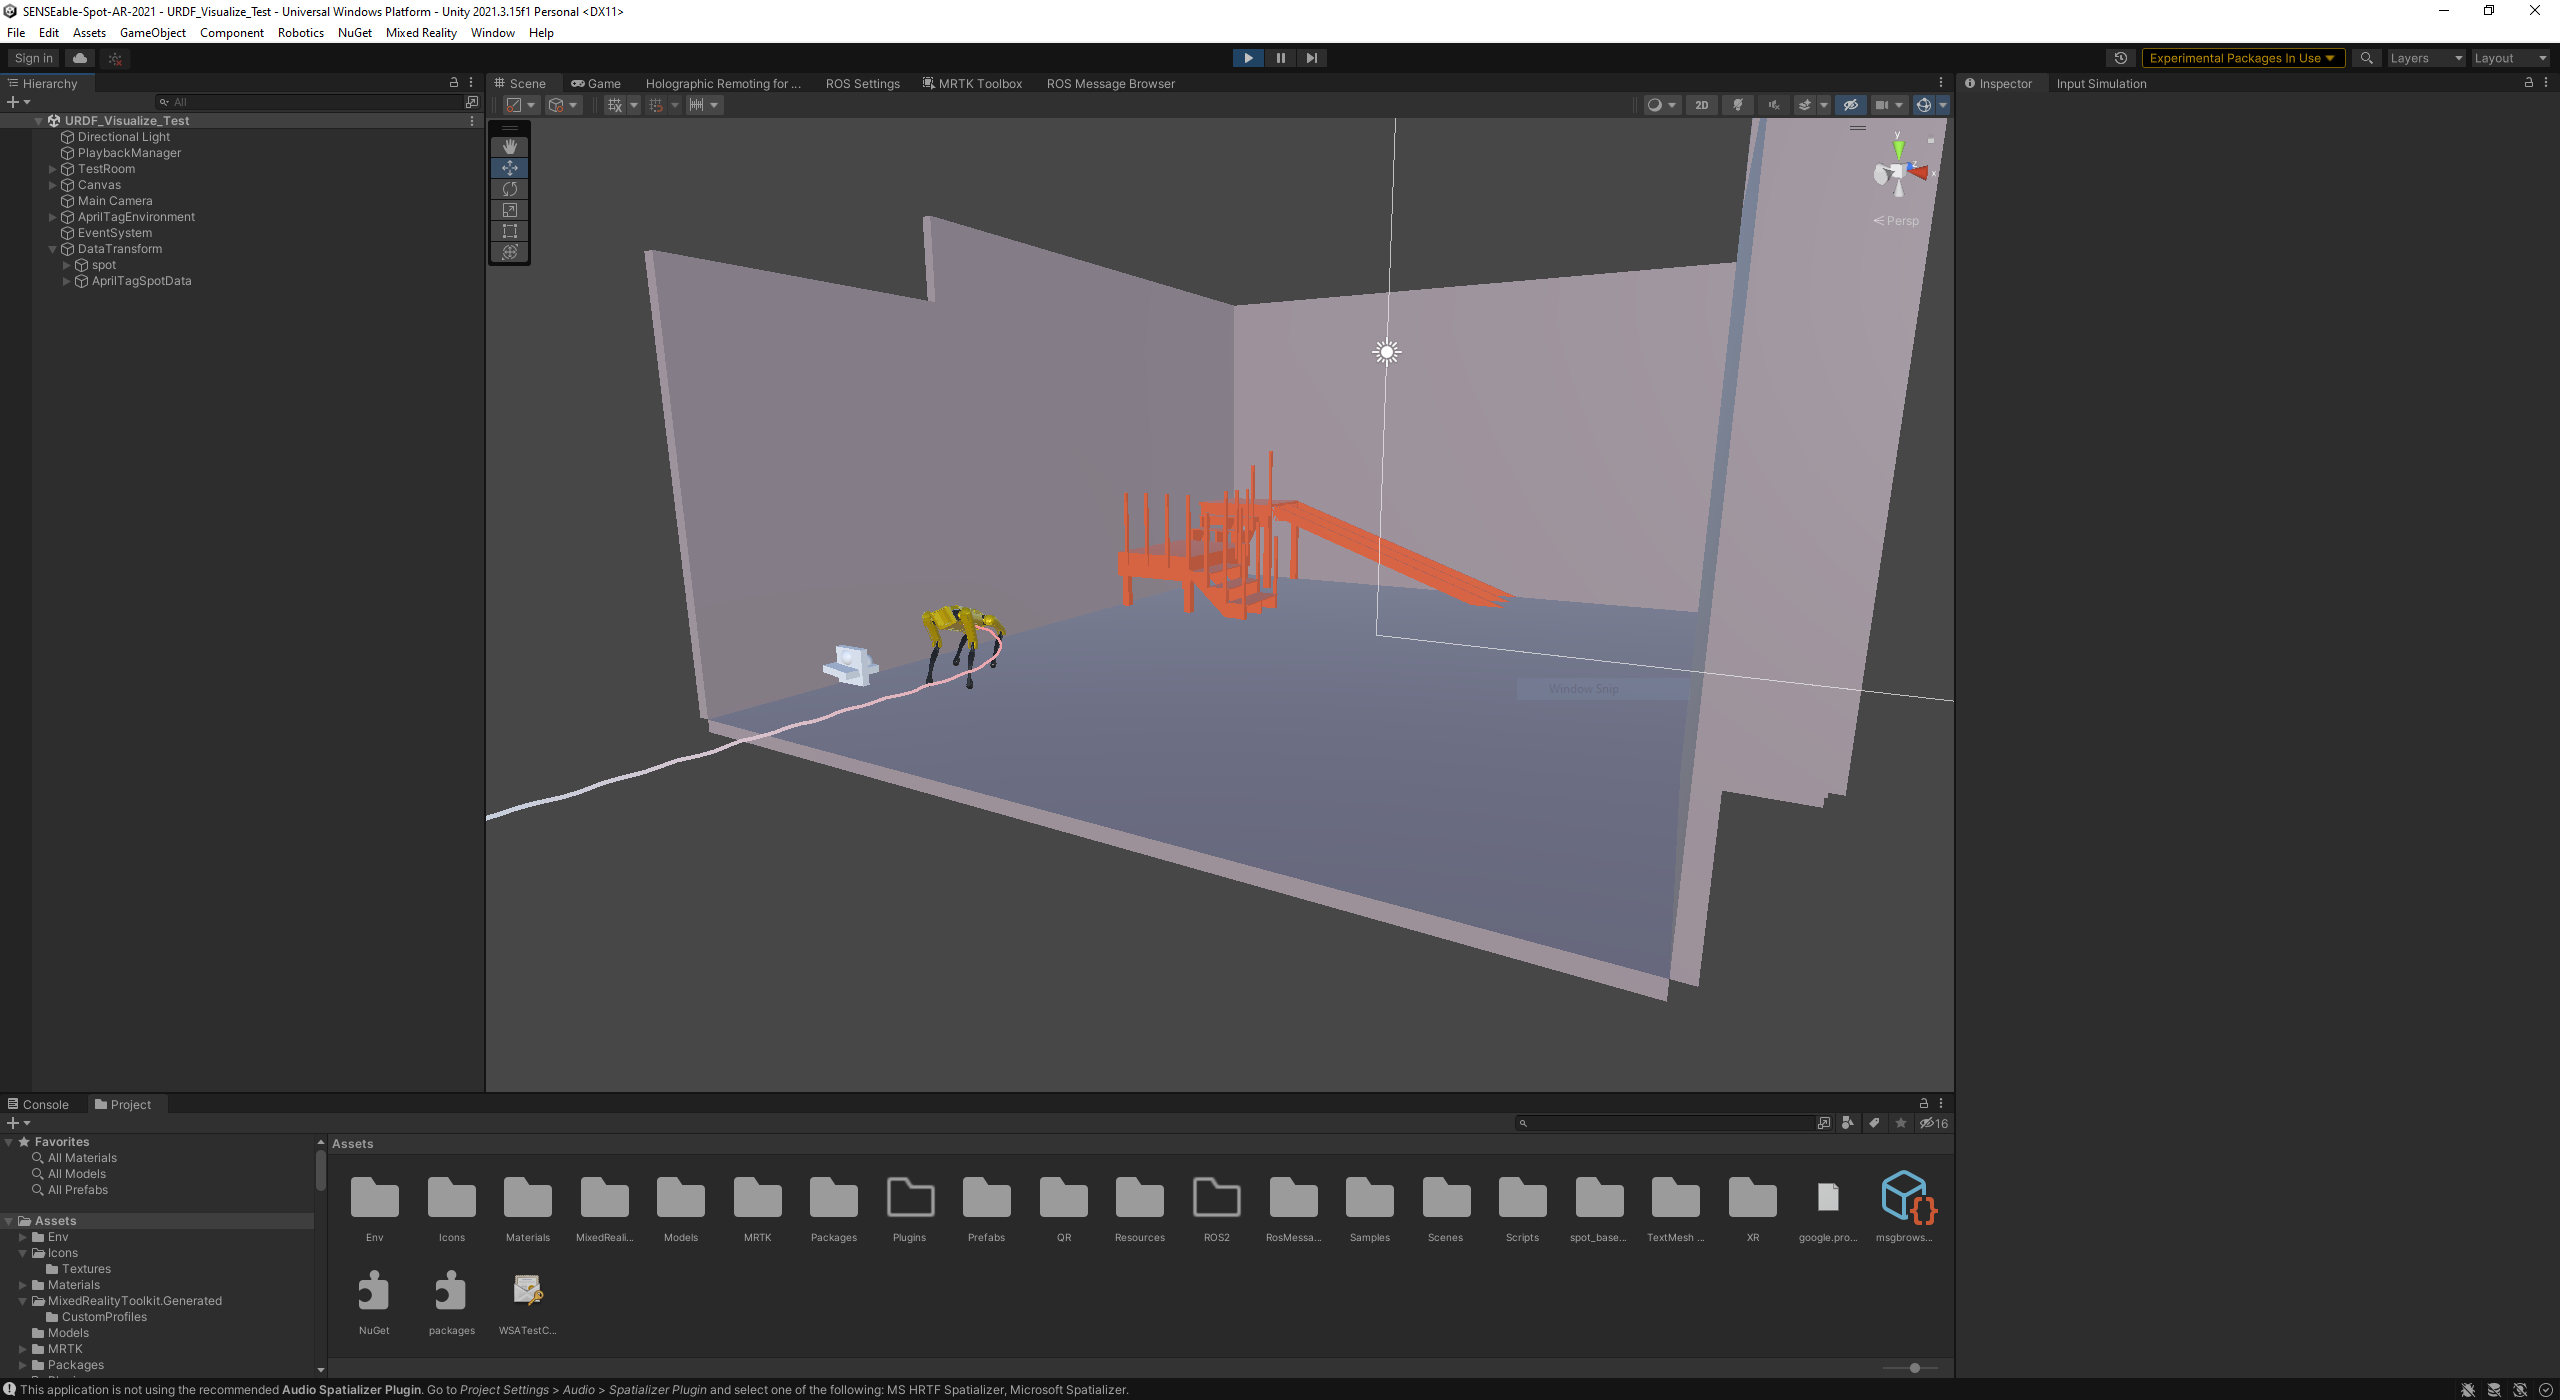 SENSEable-Spot-AR-2021 - URDF_Visualize_Test - Universal Windows Platform - Unity 2021.3.15f1 Personal <DX11>
File Edit Assets GameObject Component Robotics NuGet Mixed Reality Window Help
Sign in
Experimental Packages In Use
Layers
Layout
Hierarchy
All
URDF_Visualize_Test
Directional Light
PlaybackManager
TestRoom
Canvas
Main Camera
AprilTagEnvironment
EventSystem
DataTransform
spot
AprilTagSpotData
Scene Game Holographic Remoting for ... ROS Settings MRTK Toolbox ROS Message Browser
2D
y
z
x
Persp
Window Snip
Inspector Input Simulation
Console Project
16
Favorites
All Materials
All Models
All Prefabs
Assets
Env
Icons
Textures
Materials
MixedRealityToolkit.Generated
CustomProfiles
Models
MRTK
Packages
Assets
Env Icons Materials MixedReali... Models MRTK Packages Plugins Prefabs QR Resources ROS2 RosMessa... Samples Scenes Scripts spot_base... TextMesh ... XR google.pro... msgbrows...
NuGet packages WSATestC...
This application is not using the recommended Audio Spatializer Plugin. Go to Project Settings > Audio > Spatializer Plugin and select one of the following: MS HRTF Spatializer, Microsoft Spatializer.